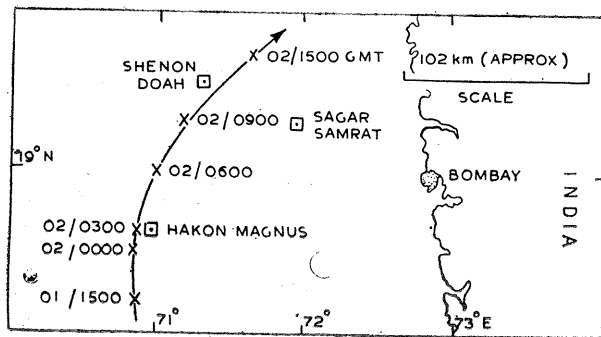 02/1500 GMT
102 km (APPROX)
SHENON
DOAH
SCALE
02/0900
SAGAR
SAMRAT
19°N
02/0600
BOMBAY
INDIA
02/0300
HAKON MAGNUS
02/0000
01/1500
71°
72°
73°E